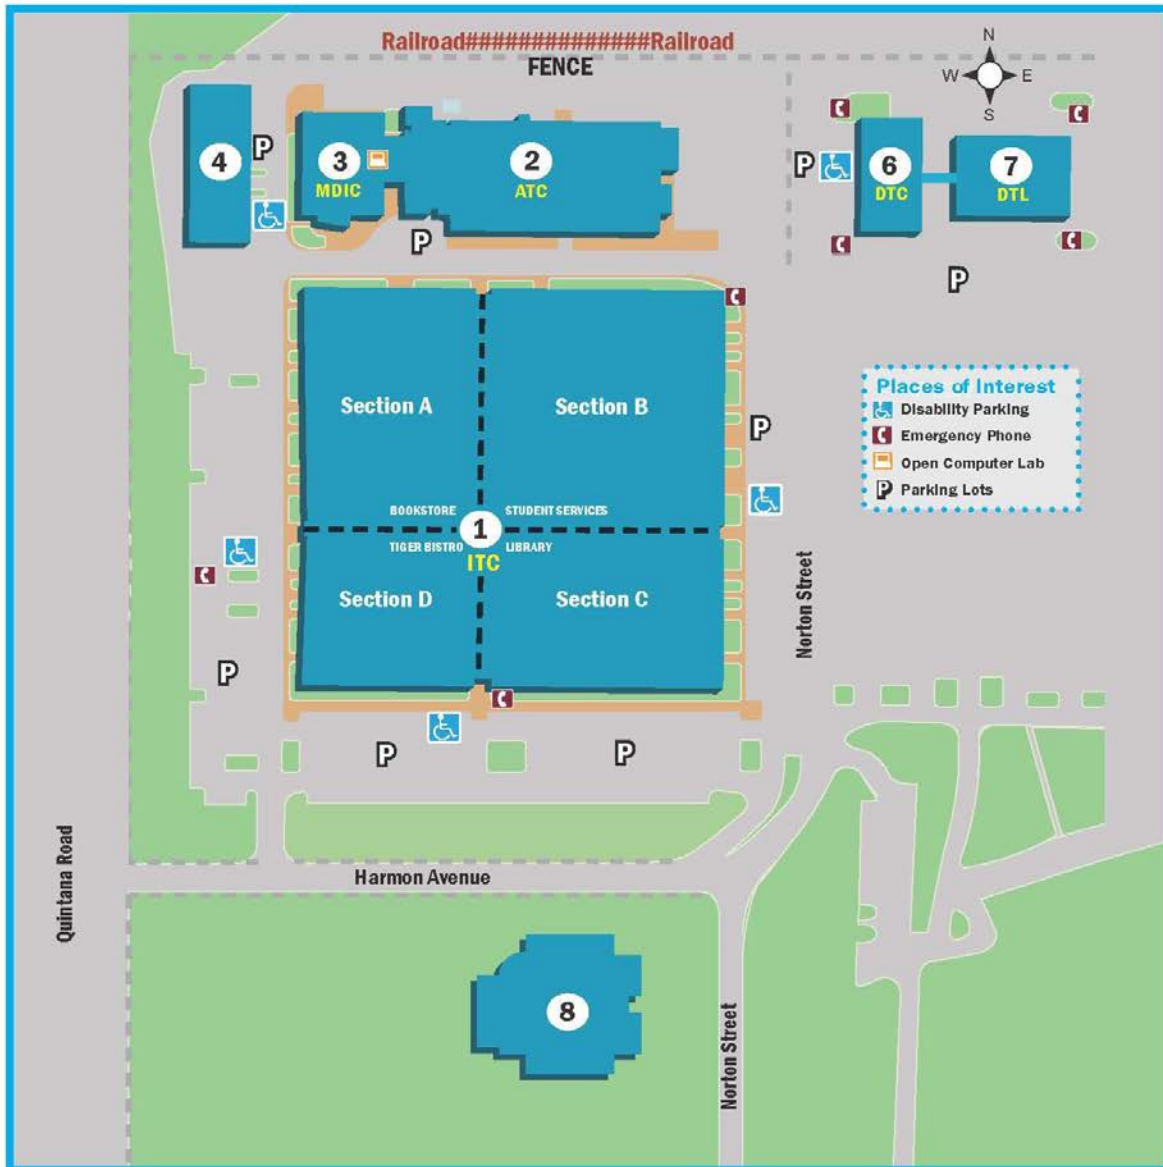 Railroad##############Railroad
FENCE
N
W E
S
4
P
3
MDIC
2
ATC
P
P
6
DTC
7
DTL
P
Section A
Section B
P
BOOKSTORE
STUDENT SERVICES
1
TIGER BISTRO
LIBRARY
ITC
Section D
Section C
Places of Interest
Disability Parking
Emergency Phone
Open Computer Lab
P Parking Lots
Norton Street
P
P
P
Quintana Road
Harmon Avenue
8
Norton Street